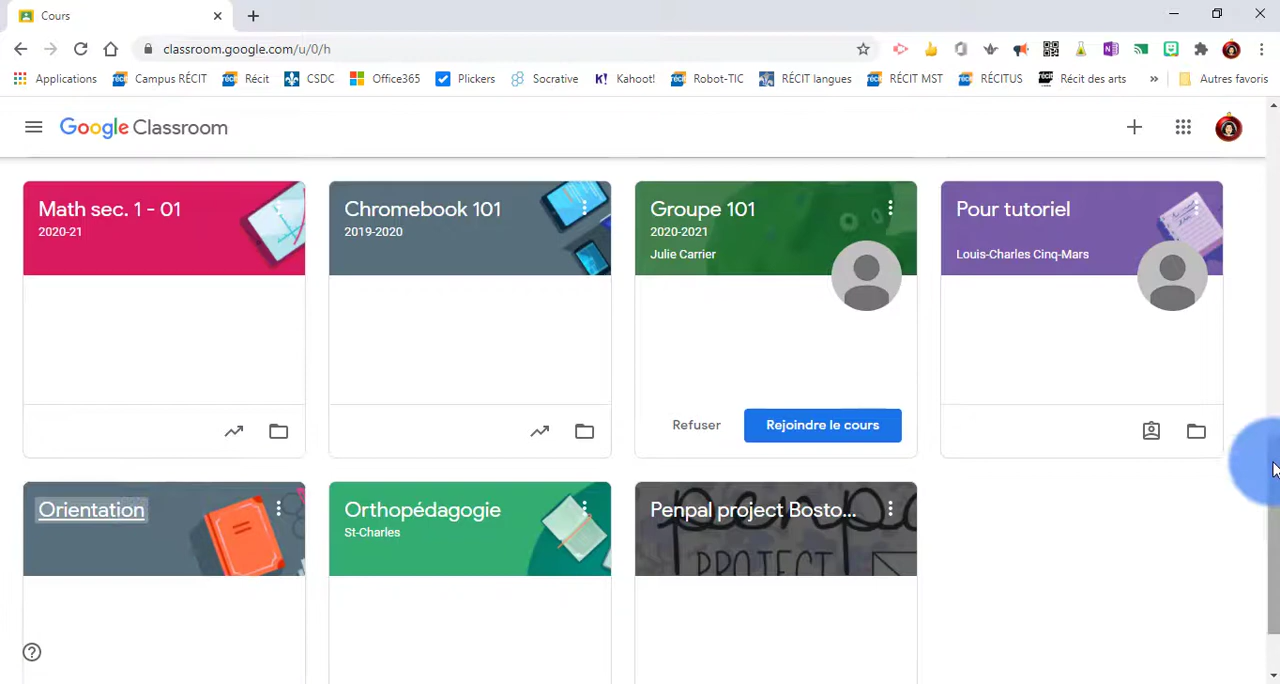 Cours
classroom.google.com/u/0/h
Applications Campus RÉCIT Récit CSDC Office365 Plickers Socrative Kahoot! Robot-TIC RÉCIT langues RÉCIT MST RÉCITUS Récit des arts » Autres favoris
Google Classroom
Math sec. 1 - 01
2020-21
Chromebook 101
2019-2020
Groupe 101
2020-2021
Julie Carrier
Refuser Rejoindre le cours
Pour tutoriel
Louis-Charles Cinq-Mars
Orientation
Orthopédagogie
St-Charles
Penpal project Bosto...
PROJECT